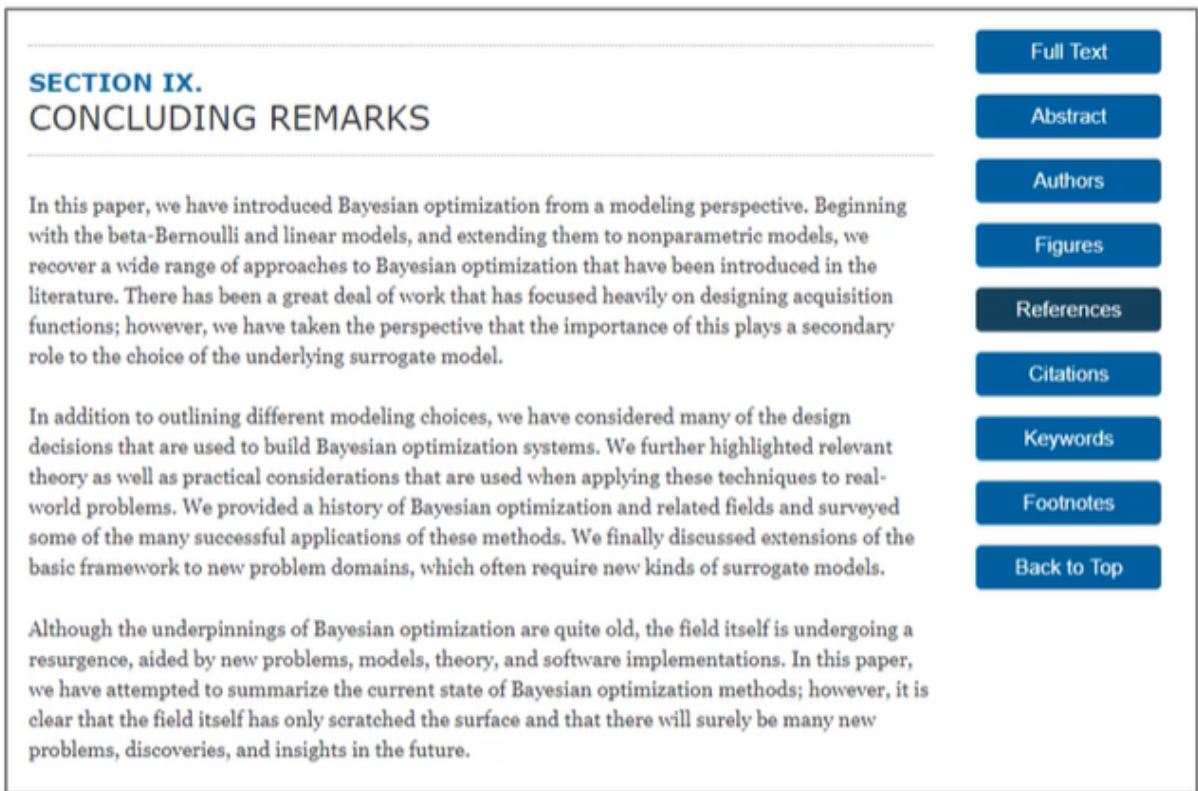 SECTION IX.
CONCLUDING REMARKS
In this paper, we have introduced Bayesian optimization from a modeling perspective. Beginning
with the beta-Bernoulli and linear models, and extending them to nonparametric models, we
recover a wide range of approaches to Bayesian optimization that have been introduced in the
literature. There has been a great deal of work that has focused heavily on designing acquisition
functions; however, we have taken the perspective that the importance of this plays a secondary
role to the choice of the underlying surrogate model.
In addition to outlining different modeling choices, we have considered many of the design
decisions that are used to build Bayesian optimization systems. We further highlighted relevant
theory as well as practical considerations that are used when applying these techniques to real-
world problems. We provided a history of Bayesian optimization and related fields and surveyed
some of the many successful applications of these methods. We finally discussed extensions of the
basic framework to new problem domains, which often require new kinds of surrogate models.
Although the underpinnings of Bayesian optimization are quite old, the field itself is undergoing a
resurgence, aided by new problems, models, theory, and software implementations. In this paper,
we have attempted to summarize the current state of Bayesian optimization methods; however, it is
clear that the field itself has only scratched the surface and that there will surely be many new
problems, discoveries, and insights in the future.
Full Text
Abstract
Authors
Figures
References
Citations
Keywords
Footnotes
Back to Top